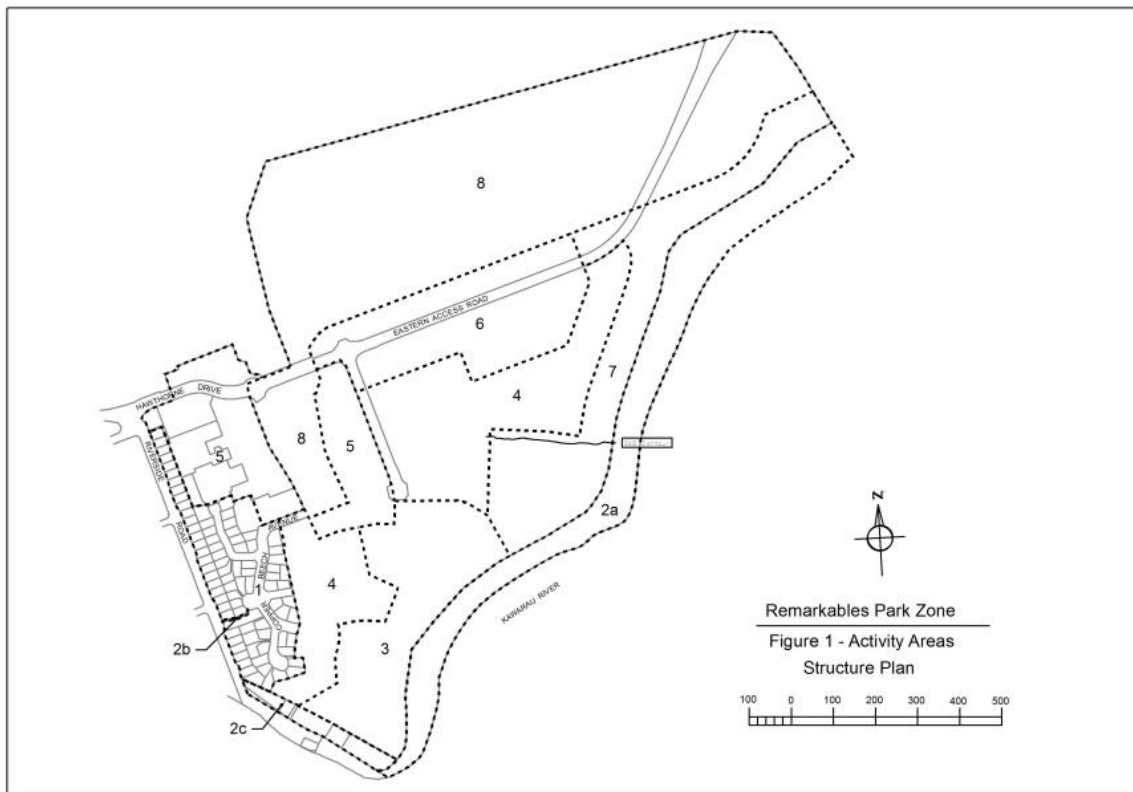 8
EASTERN ACCESS ROAD
6
7
4
HAWTHORNE DRIVE
8
5
5
RIVERSIDE ROAD
2a
AVENUE
BEECH
COPPER
1
4
KAWARAU RIVER
2b
3
2c
N
Remarkables Park Zone
Figure 1 - Activity Areas
Structure Plan
100 0 100 200 300 400 500